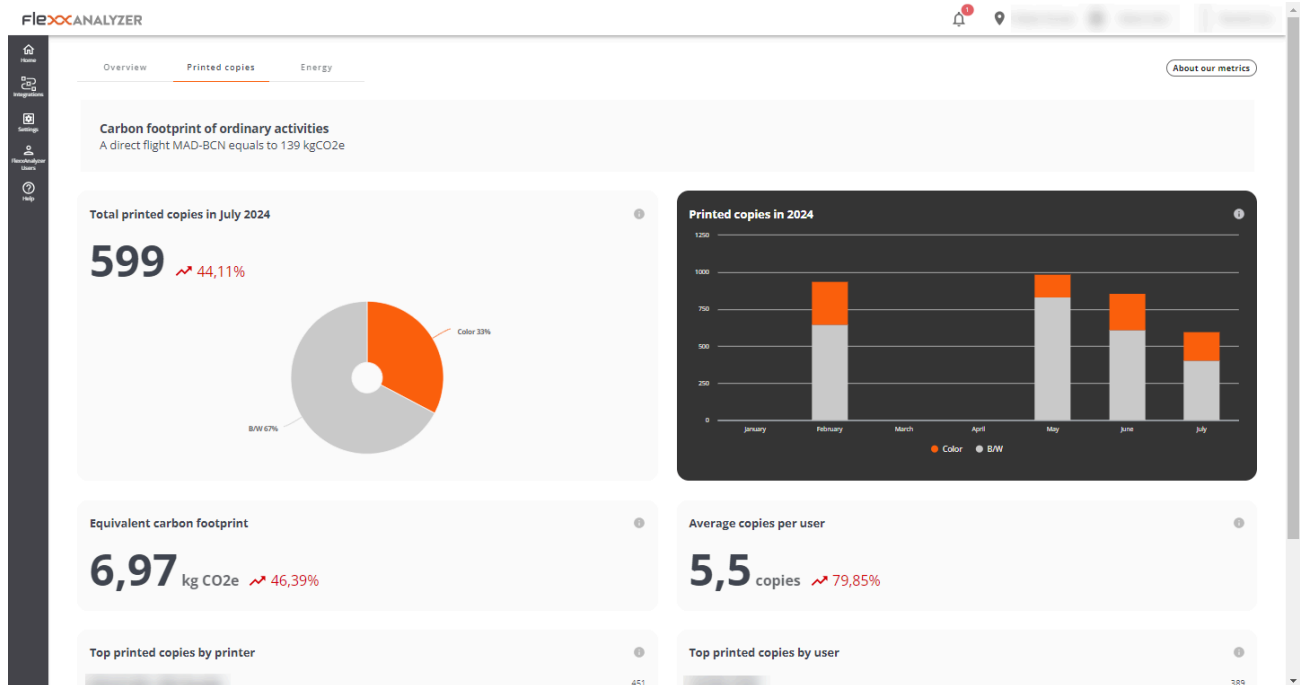 FlexxANALYZER
1
Home
Integrations
Settings
FlexxAnalyzer
Users
Help
Overview
Printed copies
Energy
About our metrics
Carbon footprint of ordinary activities
A direct flight MAD-BCN equals to 139 kgCO2e
Total printed copies in July 2024
599
44,11%
Color 33%
B/W 67%
Printed copies in 2024
1250
1000
750
500
250
0
January
February
March
April
May
June
July
Color
B/W
Equivalent carbon footprint
6,97 kg CO2e 46,39%
Average copies per user
5,5 copies 79,85%
Top printed copies by printer
451
Top printed copies by user
389